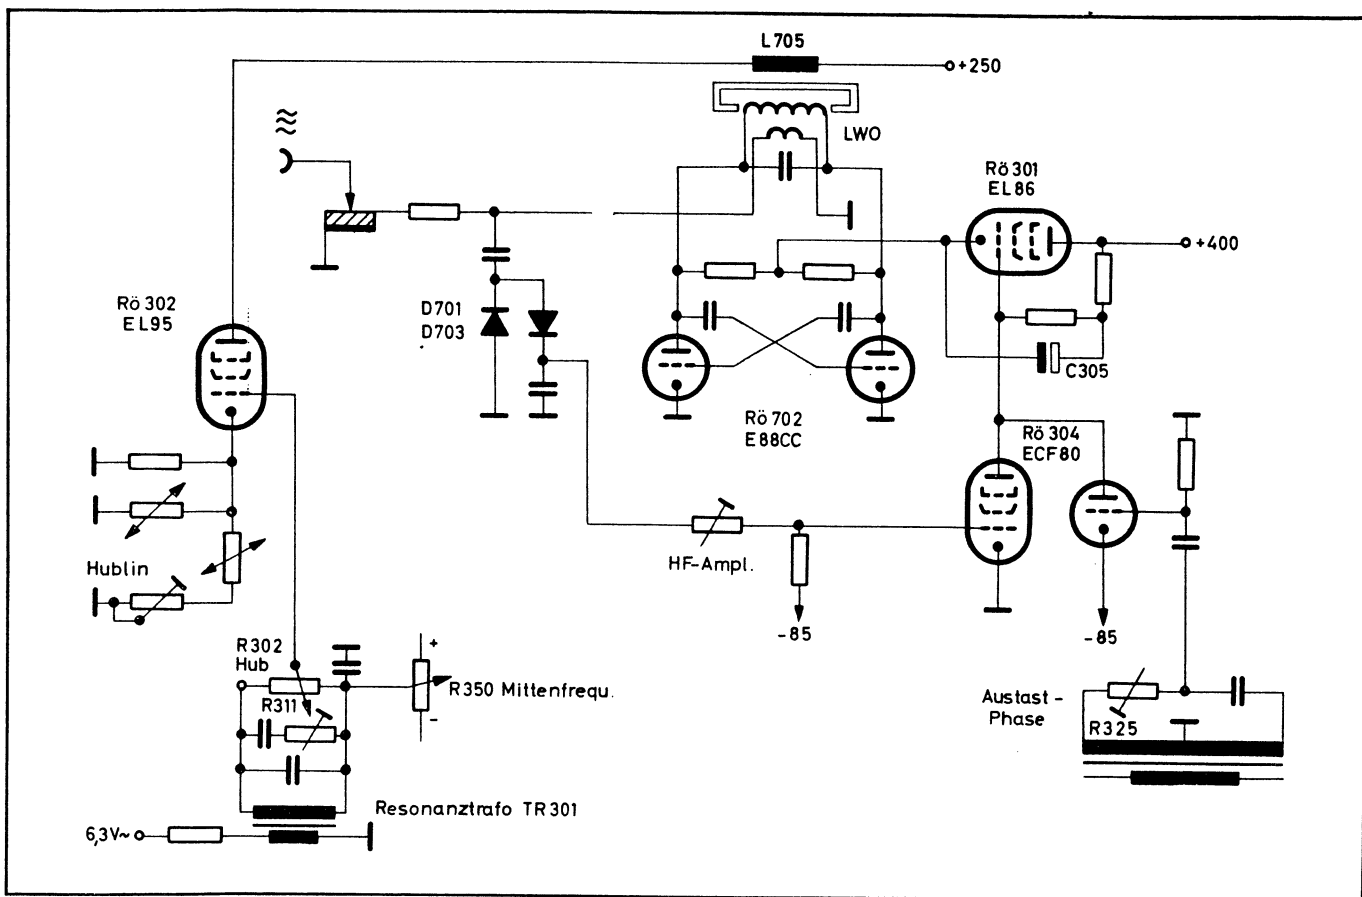 L705
+250
LWO
Rö 301
EL86
+400
Rö 302
EL95
D701
D703
C305
Rö 702
E88CC
Rö 304
ECF80
Hublin
HF-Ampl.
-85
-85
R302
Hub
+
R350 Mittenfrequ.
-
R311
Austast-
Phase
R325
Resonanztrafo TR301
6,3V~